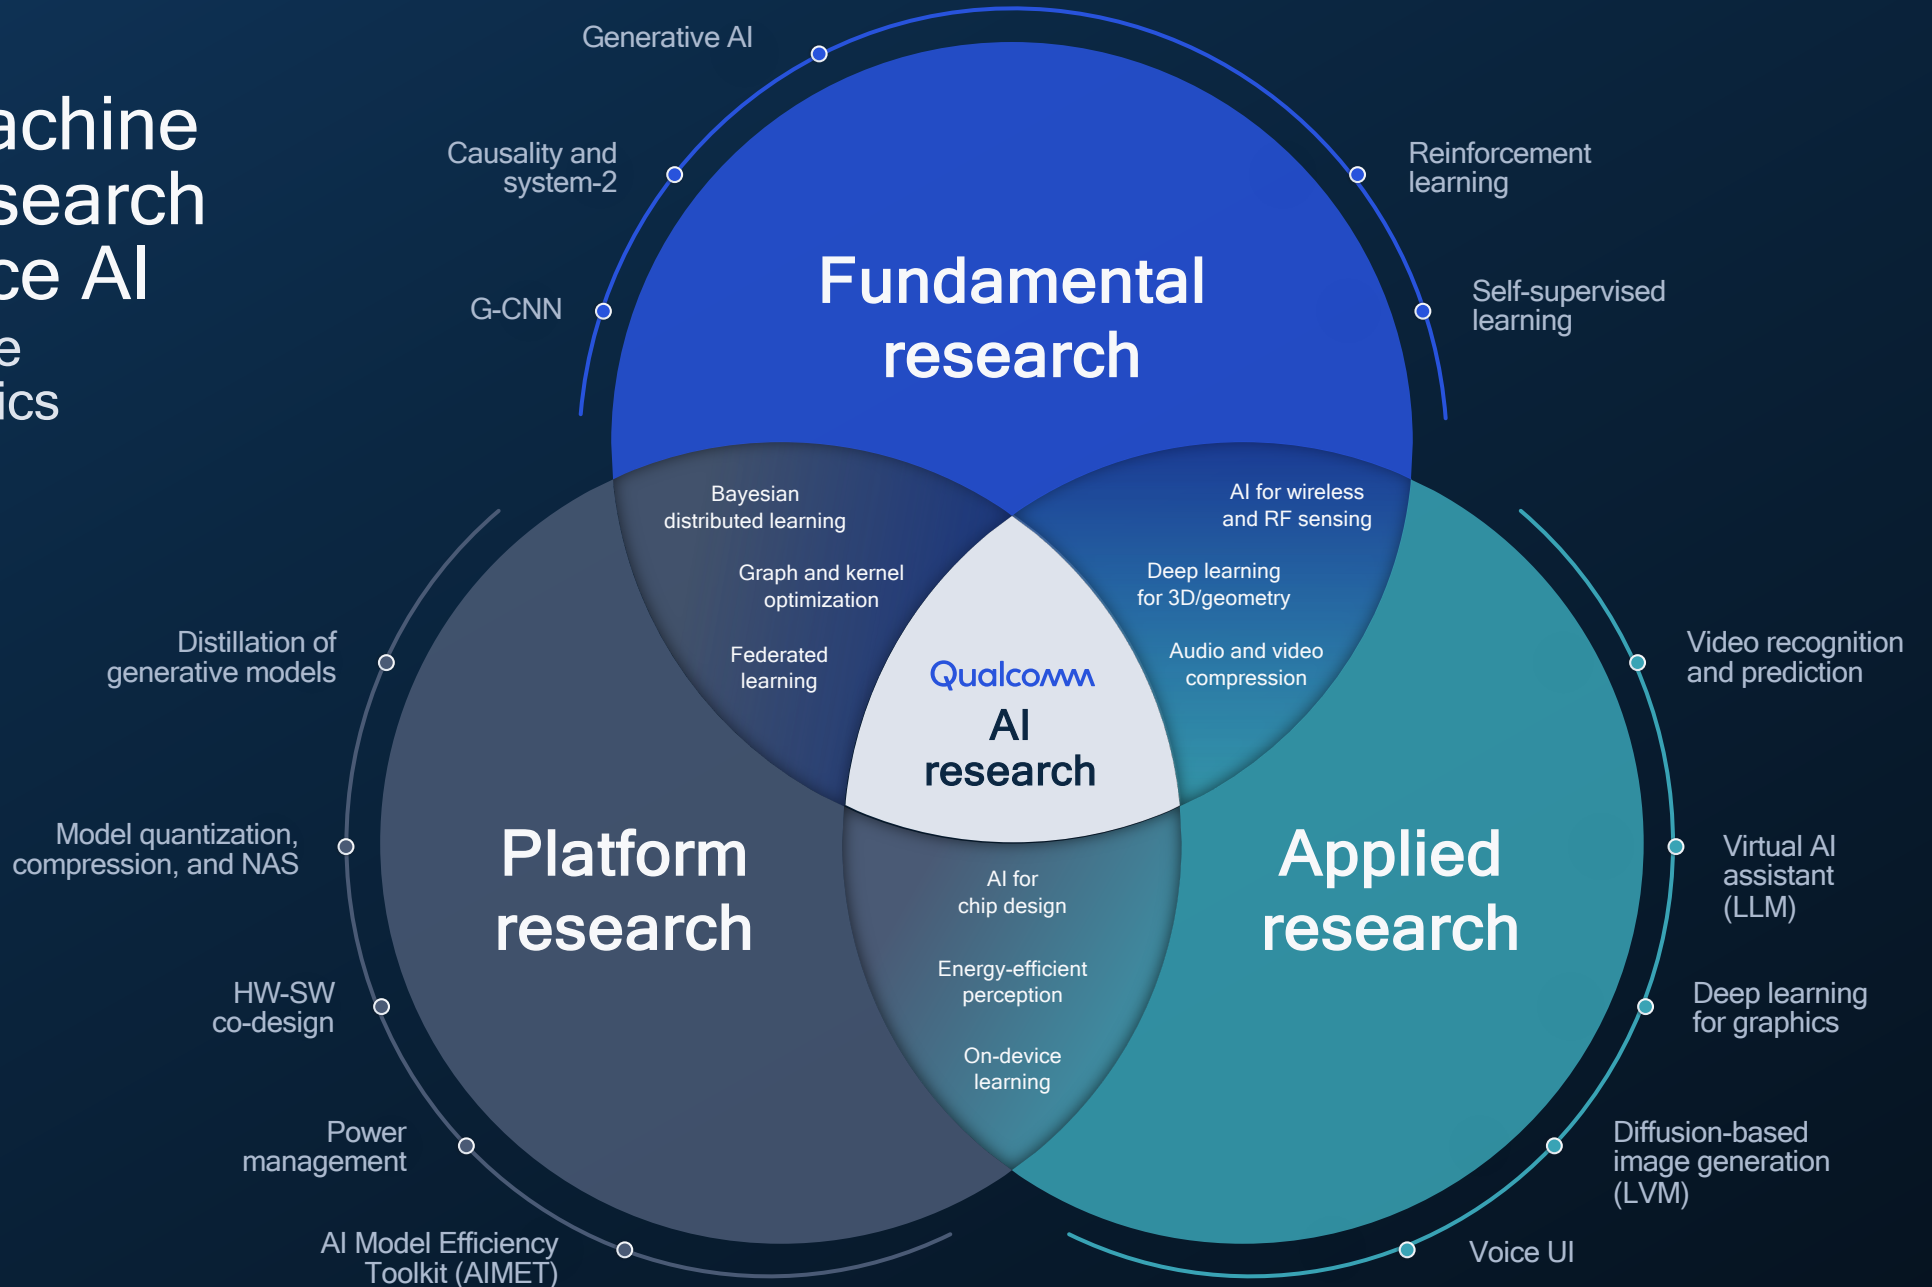 achine
search
ce AI
e
ics
Generative AI
Causality and
system-2
G-CNN
Reinforcement
learning
Self-supervised
learning
Fundamental
research
Bayesian
distributed learning
Graph and kernel
optimization
Federated
learning
AI for wireless
and RF sensing
Deep learning
for 3D/geometry
Audio and video
compression
Qualcomm
AI
research
Distillation of
generative models
Model quantization,
compression, and NAS
HW-SW
co-design
Power
management
AI Model Efficiency
Toolkit (AIMET)
Platform
research
AI for
chip design
Energy-efficient
perception
On-device
learning
Applied
research
Video recognition
and prediction
Virtual AI
assistant
(LLM)
Deep learning
for graphics
Diffusion-based
image generation
(LVM)
Voice UI